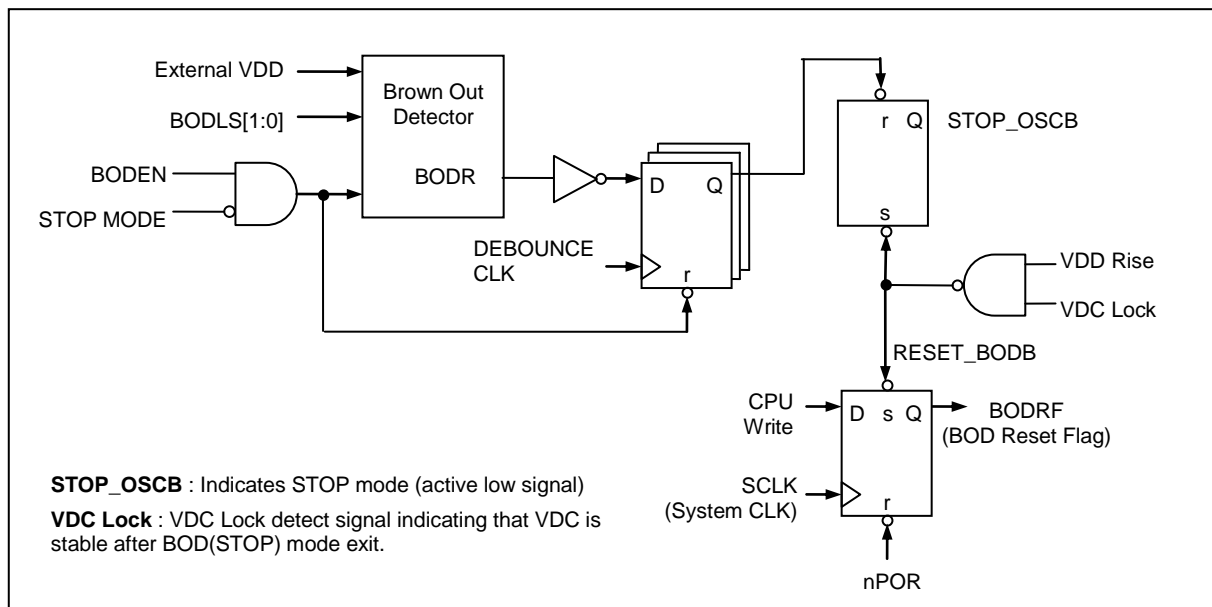 External VDD
BODLS[1:0]
BODEN
STOP MODE
Brown Out
Detector
BODR
D
Q
DEBOUNCE
CLK
r
r
Q
STOP_OSCB
s
VDD Rise
VDC Lock
RESET_BODB
CPU
Write
D
s
Q
BODRF
(BOD Reset Flag)
SCLK
(System CLK)
r
nPOR
STOP_OSCB : Indicates STOP mode (active low signal)
VDC Lock : VDC Lock detect signal indicating that VDC is
stable after BOD(STOP) mode exit.